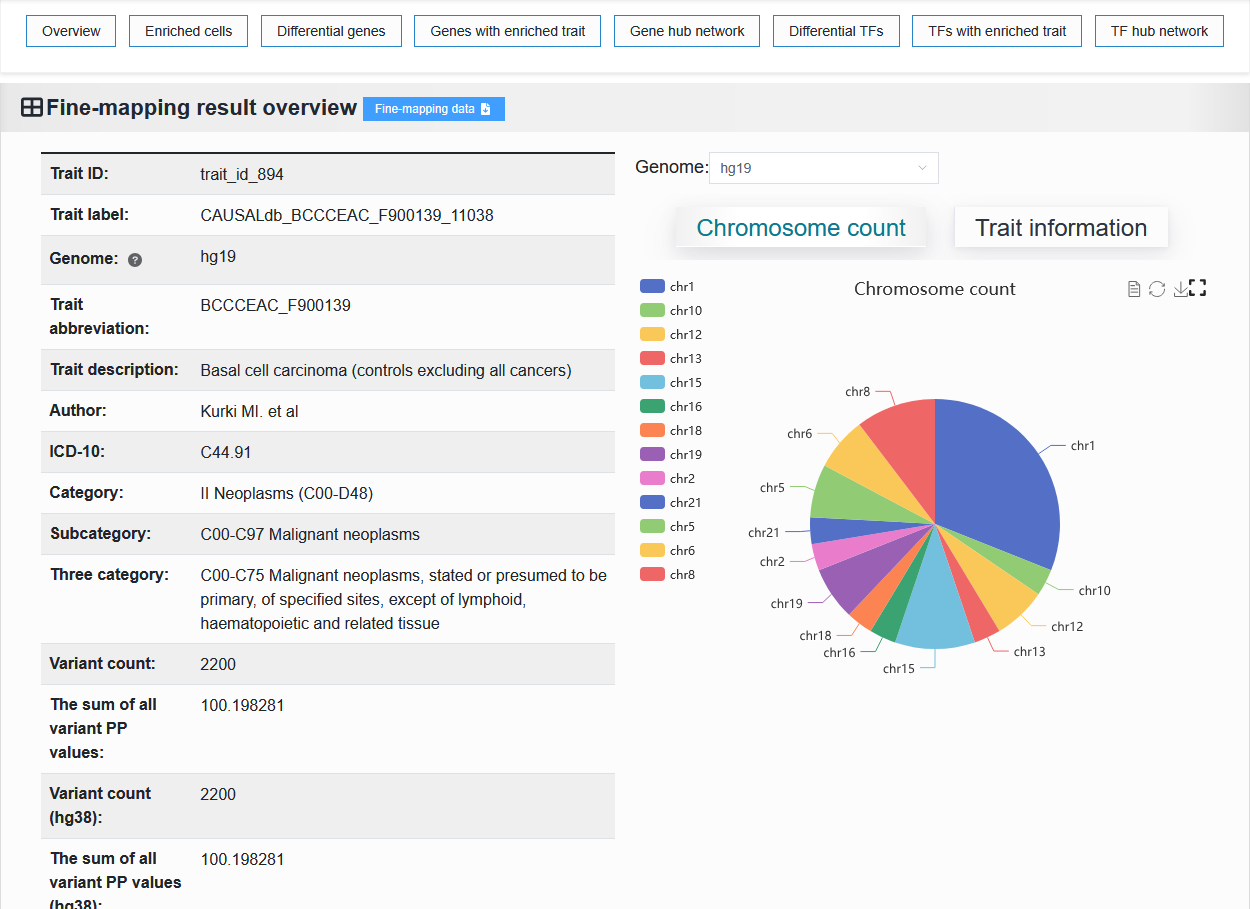 Overview
Enriched cells
Differential genes
Genes with enriched trait
Gene hub network
Differential TFs
TFs with enriched trait
TF hub network
Fine-mapping result overview
Fine-mapping data
Trait ID:
trait_id_894
Trait label:
CAUSALdb_BCCCEAC_F900139_11038
Genome:
?
hg19
Trait
abbreviation:
BCCCEAC_F900139
Trait description:
Basal cell carcinoma (controls excluding all cancers)
Author:
Kurki MI. et al
ICD-10:
C44.91
Category:
II Neoplasms (C00-D48)
Subcategory:
C00-C97 Malignant neoplasms
Three category:
C00-C75 Malignant neoplasms, stated or presumed to be
primary, of specified sites, except of lymphoid,
haematopoietic and related tissue
Variant count:
2200
The sum of all
variant PP
values:
100.198281
Variant count
(hg38):
2200
The sum of all
variant PP values
(hg38):
100.198281
Genome:
hg19
Chromosome count
Trait information
chr1
chr10
chr12
chr13
chr15
chr16
chr18
chr19
chr2
chr21
chr5
chr6
chr8
Chromosome count
chr8
chr1
chr6
chr5
chr21
chr2
chr10
chr19
chr12
chr18
chr16
chr13
chr15